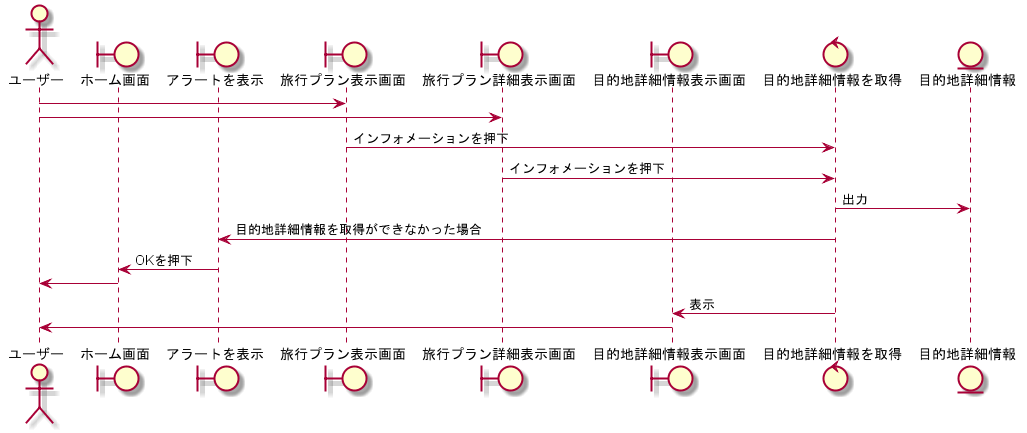 ユーザー ホーム画面 アラートを表示 旅行プラン表示画面 旅行プラン詳細表示画面 目的地詳細情報表示画面 目的地詳細情報を取得 目的地詳細情報
インフォメーションを押下
インフォメーションを押下
出力
目的地詳細情報を取得ができなかった場合
OKを押下
表示
ユーザー ホーム画面 アラートを表示 旅行プラン表示画面 旅行プラン詳細表示画面 目的地詳細情報表示画面 目的地詳細情報を取得 目的地詳細情報